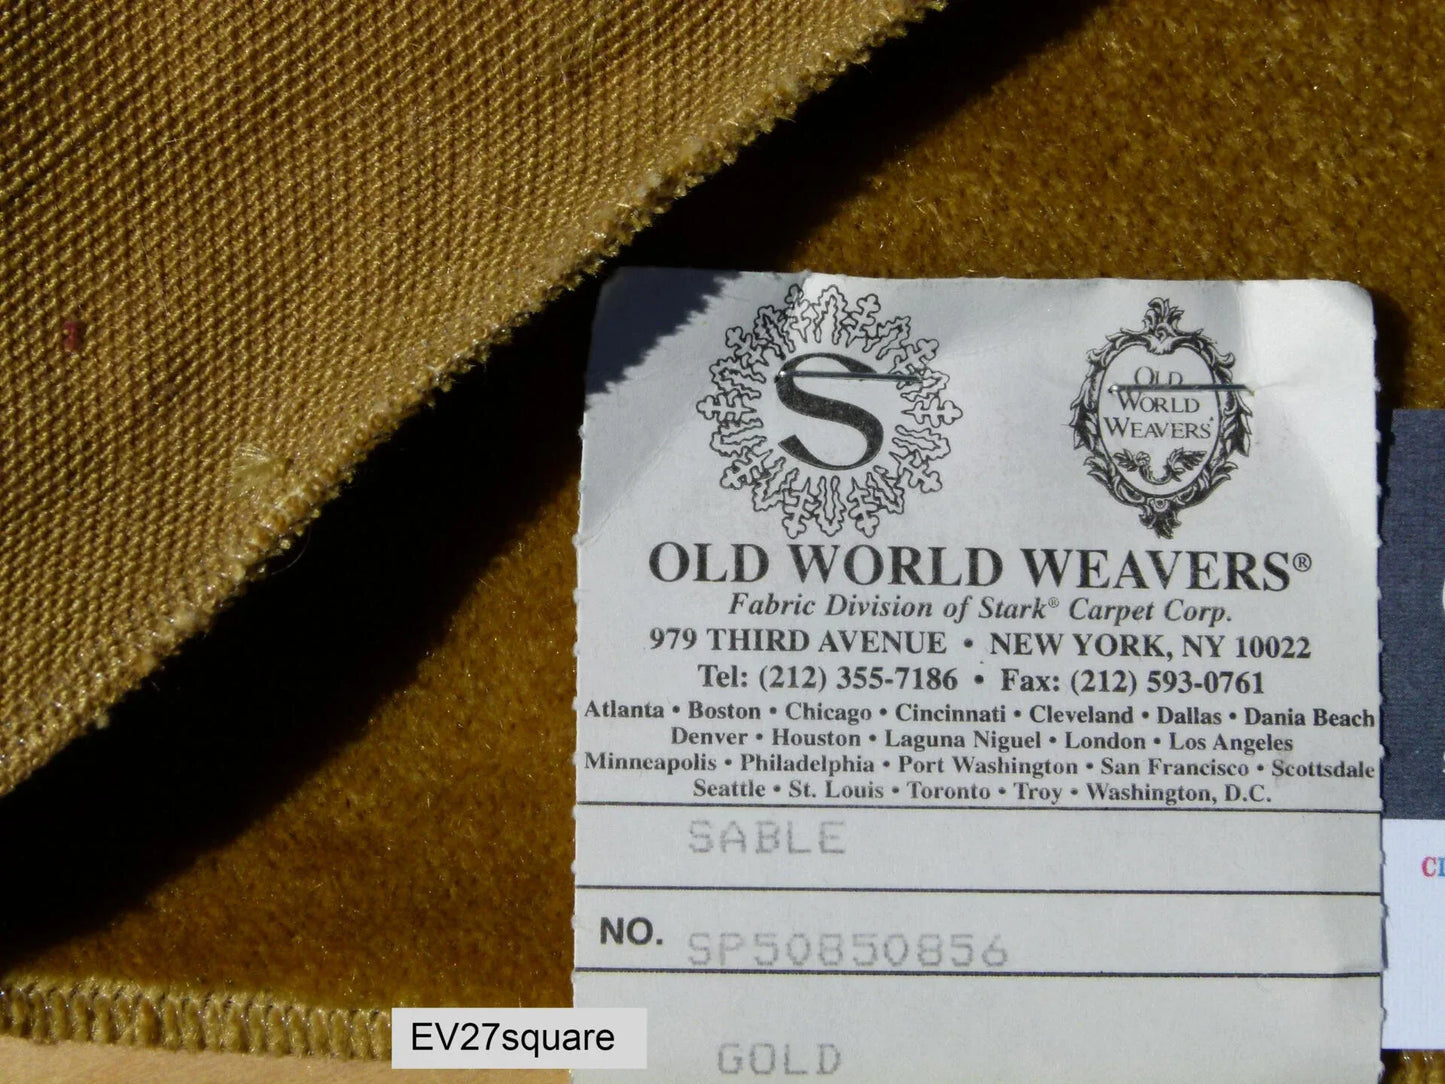 S
OLD
WORLD
WEAVERS
OLD WORLD WEAVERS®
Fabric Division of Stark® Carpet Corp.
979 THIRD AVENUE • NEW YORK, NY 10022
Tel: (212) 355-7186 • Fax: (212) 593-0761
Atlanta • Boston • Chicago • Cincinnati • Cleveland • Dallas • Dania Beach
Denver • Houston • Laguna Niguel • London • Los Angeles
Minneapolis • Philadelphia • Port Washington • San Francisco • Scottsdale
Seattle • St. Louis • Toronto • Troy • Washington, D.C.
SABLE
NO. SP50850856
GOLD
EV27square